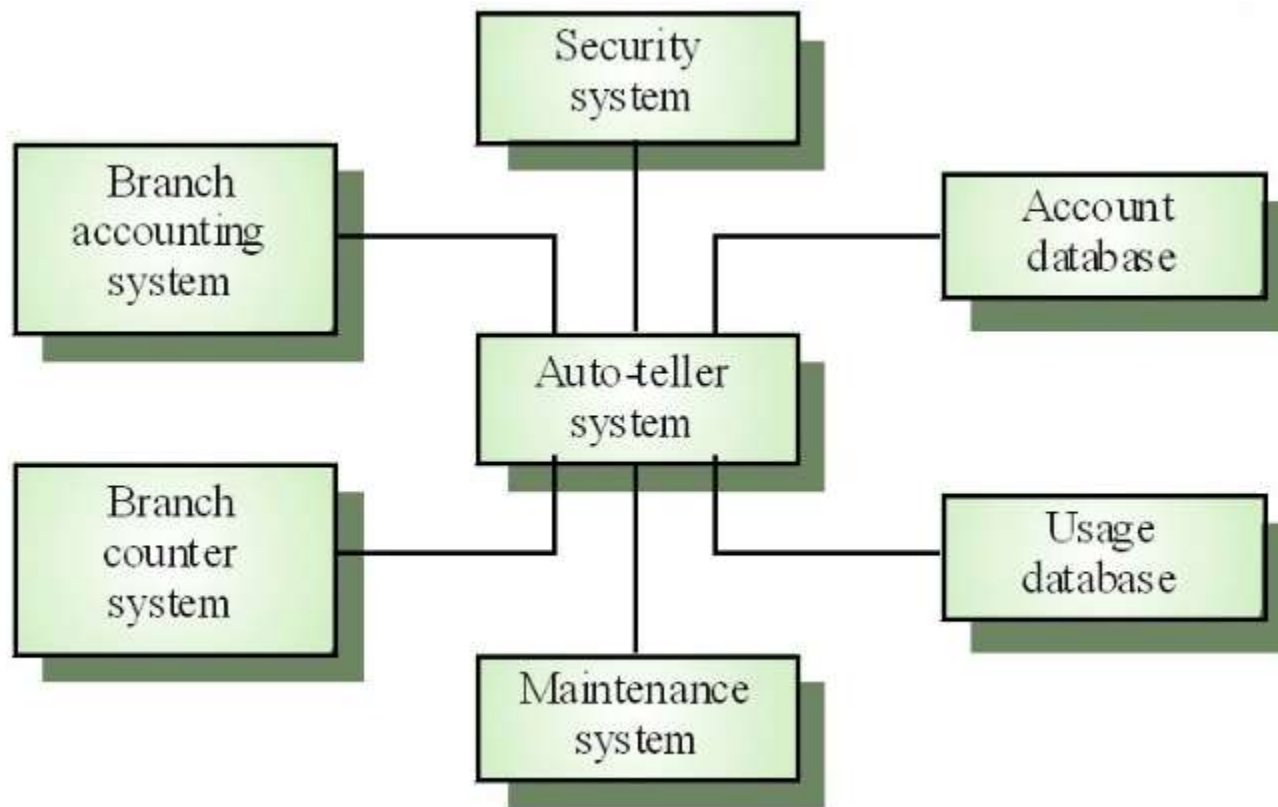 Security
system
Branch
accounting
system
Account
database
Auto-teller
system
Branch
counter
system
Usage
database
Maintenance
system